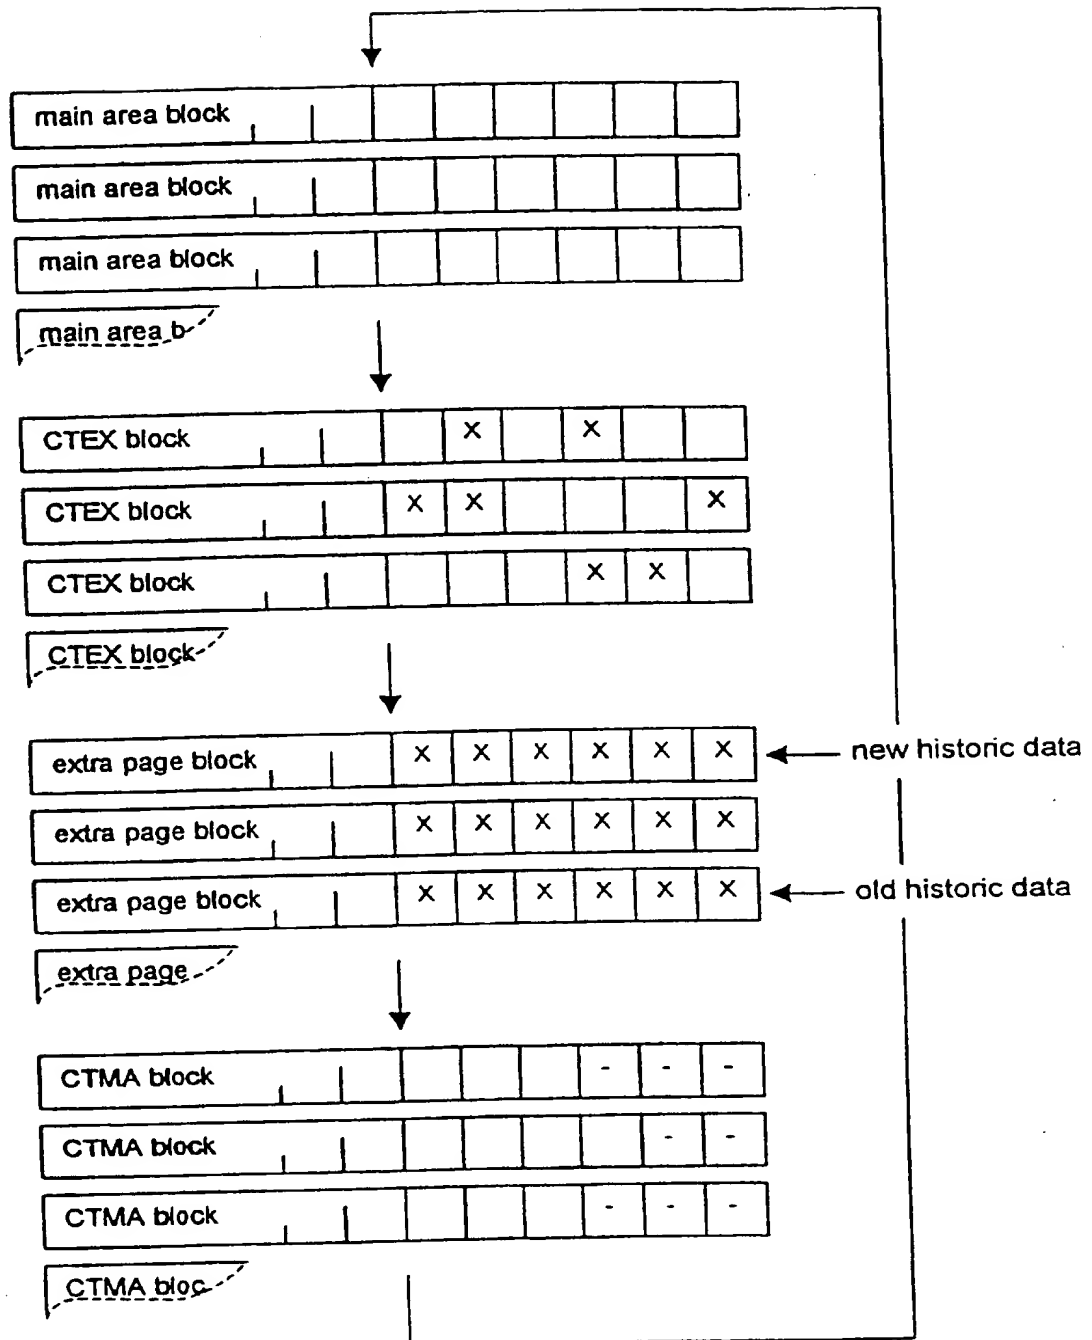 main area block
main area block
main area block
main area b
CTEX block X X
CTEX block X X X
CTEX block X X
CTEX block
extra page block X X X X X X new historic data
extra page block X X X X X X
extra page block X X X X X X old historic data
extra page
CTMA block - - -
CTMA block - -
CTMA block - - -
CTMA bloc